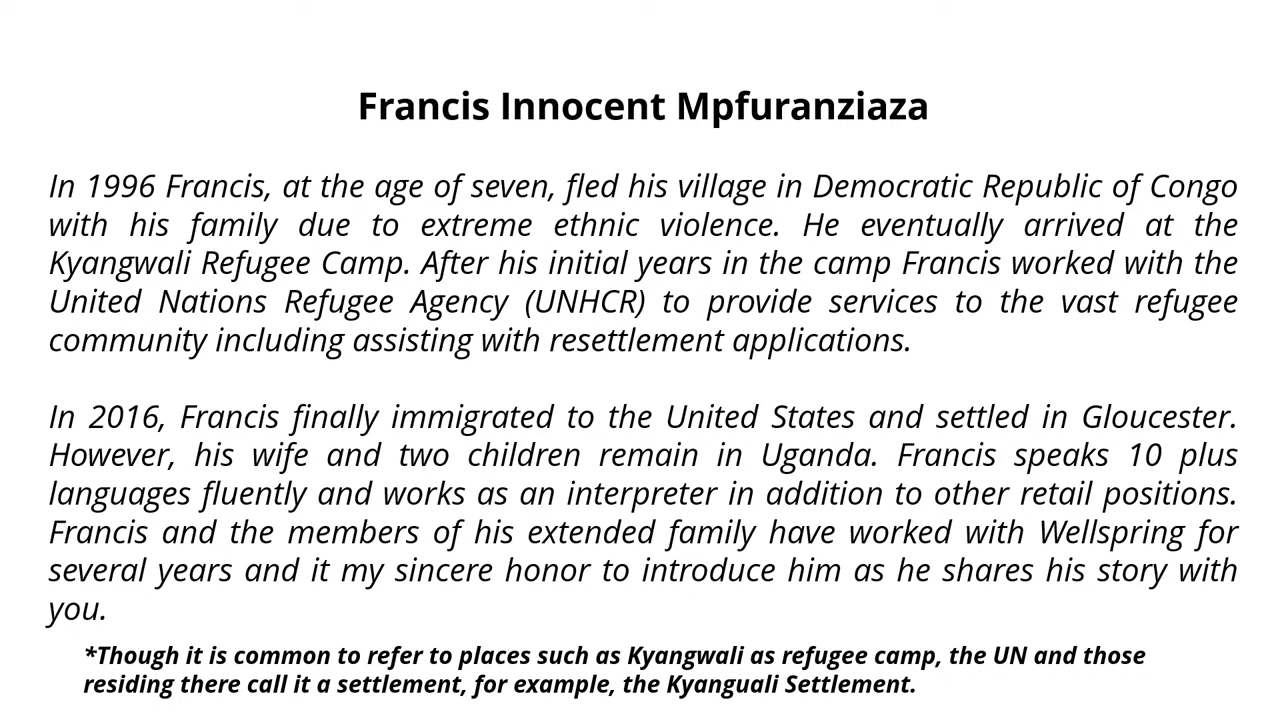 Francis Innocent Mpfuranziaza
In 1996 Francis, at the age of seven, fled his village in Democratic Republic of Congo
with his family due to extreme ethnic violence. He eventually arrived at the
Kyangwali Refugee Camp. After his initial years in the camp Francis worked with the
United Nations Refugee Agency (UNHCR) to provide services to the vast refugee
community including assisting with resettlement applications.
In 2016, Francis finally immigrated to the United States and settled in Gloucester.
However, his wife and two children remain in Uganda. Francis speaks 10 plus
languages fluently and works as an interpreter in addition to other retail positions.
Francis and the members of his extended family have worked with Wellspring for
several years and it my sincere honor to introduce him as he shares his story with
you.
*Though it is common to refer to places such as Kyangwali as refugee camp, the UN and those
residing there call it a settlement, for example, the Kyanguali Settlement.